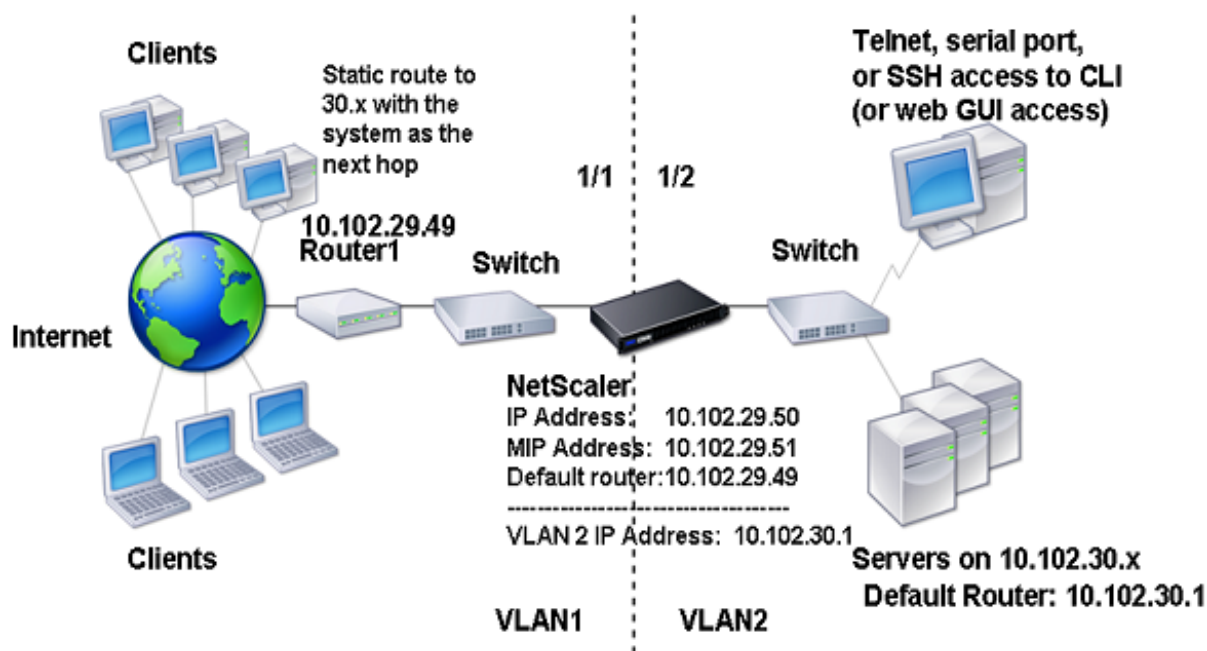 Clients
Static route to
30.x with the
system as the
next hop
10.102.29.49
Router1
Switch
Internet
Clients
1/1
1/2
Telnet, serial port,
or SSH access to CLI
(or web GUI access)
Switch
NetScaler
IP Address: 10.102.29.50
MIP Address: 10.102.29.51
Default router:10.102.29.49
--------------------------------------
VLAN 2 IP Address: 10.102.30.1
Servers on 10.102.30.x
Default Router: 10.102.30.1
VLAN1
VLAN2